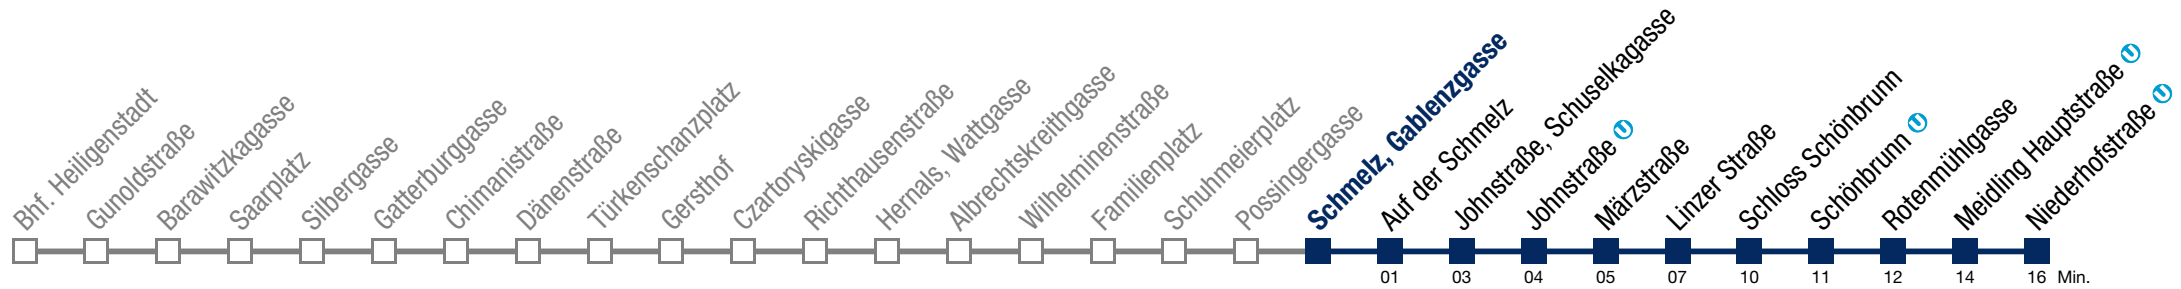 Bhf. Heiligenstadt
Gunoldstraße
Barawitzkagasse
Saarplatz
Silbergasse
Gatterburggasse
Chimanistraße
Dänenstraße
Türkenschanzplatz
Gersthof
Czartoryskigasse
Richthausenstraße
Hernals, Wattgasse
Albrechtskreithgasse
Wilhelminenstraße
Familienplatz
Schuhmeierplatz
Possingergasse
Schmelz, Gablenzgasse
Auf der Schmelz
Johnstraße, Schuselkagasse
Johnstraße U
Märzstraße
Linzer Straße
Schloss Schönbrunn
Schönbrunn U
Rotenmühlgasse
Meidling Hauptstraße U
Niederhofstraße U
01 03 04 05 07 10 11 12 14 16 Min.